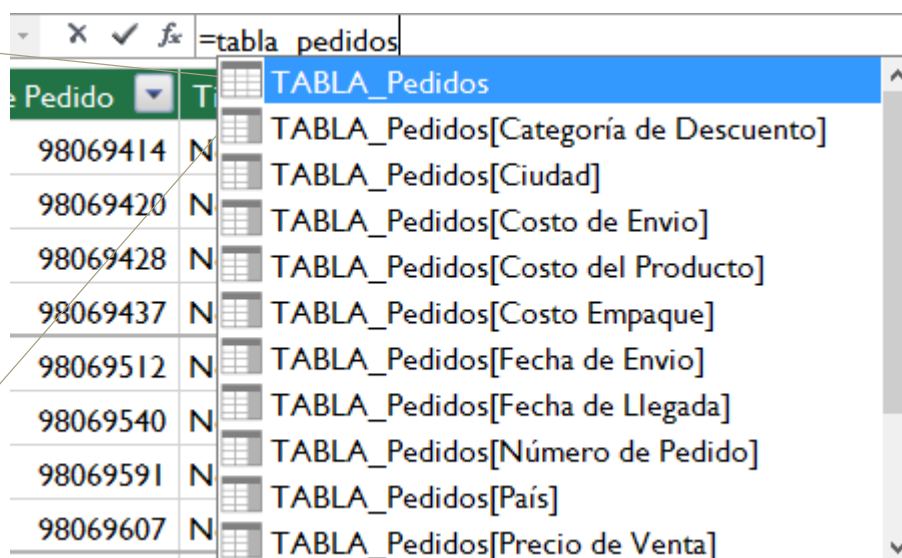 fx =tabla_pedidos
Pedido
TABLA_Pedidos
98069414 N TABLA_Pedidos[Categoría de Descuento]
TABLA_Pedidos[Ciudad]
98069420 N TABLA_Pedidos[Costo de Envio]
98069428 N TABLA_Pedidos[Costo del Producto]
98069437 N TABLA_Pedidos[Costo Empaque]
98069512 N TABLA_Pedidos[Fecha de Envio]
98069540 N TABLA_Pedidos[Fecha de Llegada]
98069591 N TABLA_Pedidos[Número de Pedido]
TABLA_Pedidos[País]
98069607 N TABLA_Pedidos[Precio de Venta]